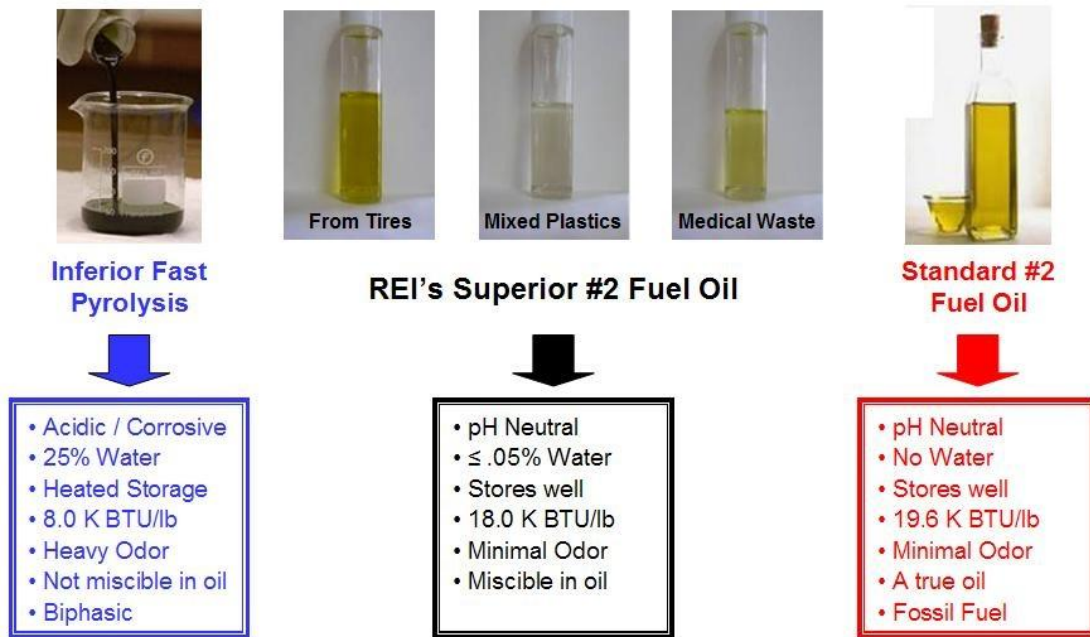 From Tires
Mixed Plastics
Medical Waste
Inferior Fast
Pyrolysis
REI's Superior #2 Fuel Oil
Standard #2
Fuel Oil
• Acidic / Corrosive
• 25% Water
• Heated Storage
• 8.0 K BTU/lb
• Heavy Odor
• Not miscible in oil
• Biphasic
• pH Neutral
• ≤ .05% Water
• Stores well
• 18.0 K BTU/lb
• Minimal Odor
• Miscible in oil
• pH Neutral
• No Water
• Stores well
• 19.6 K BTU/lb
• Minimal Odor
• A true oil
• Fossil Fuel